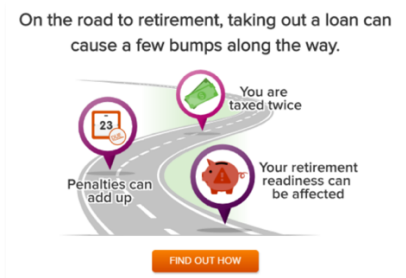 On the road to retirement, taking out a loan can
cause a few bumps along the way.
You are
taxed twice
23
Penalties can
add up
Your retirement
readiness can
be affected
FIND OUT HOW